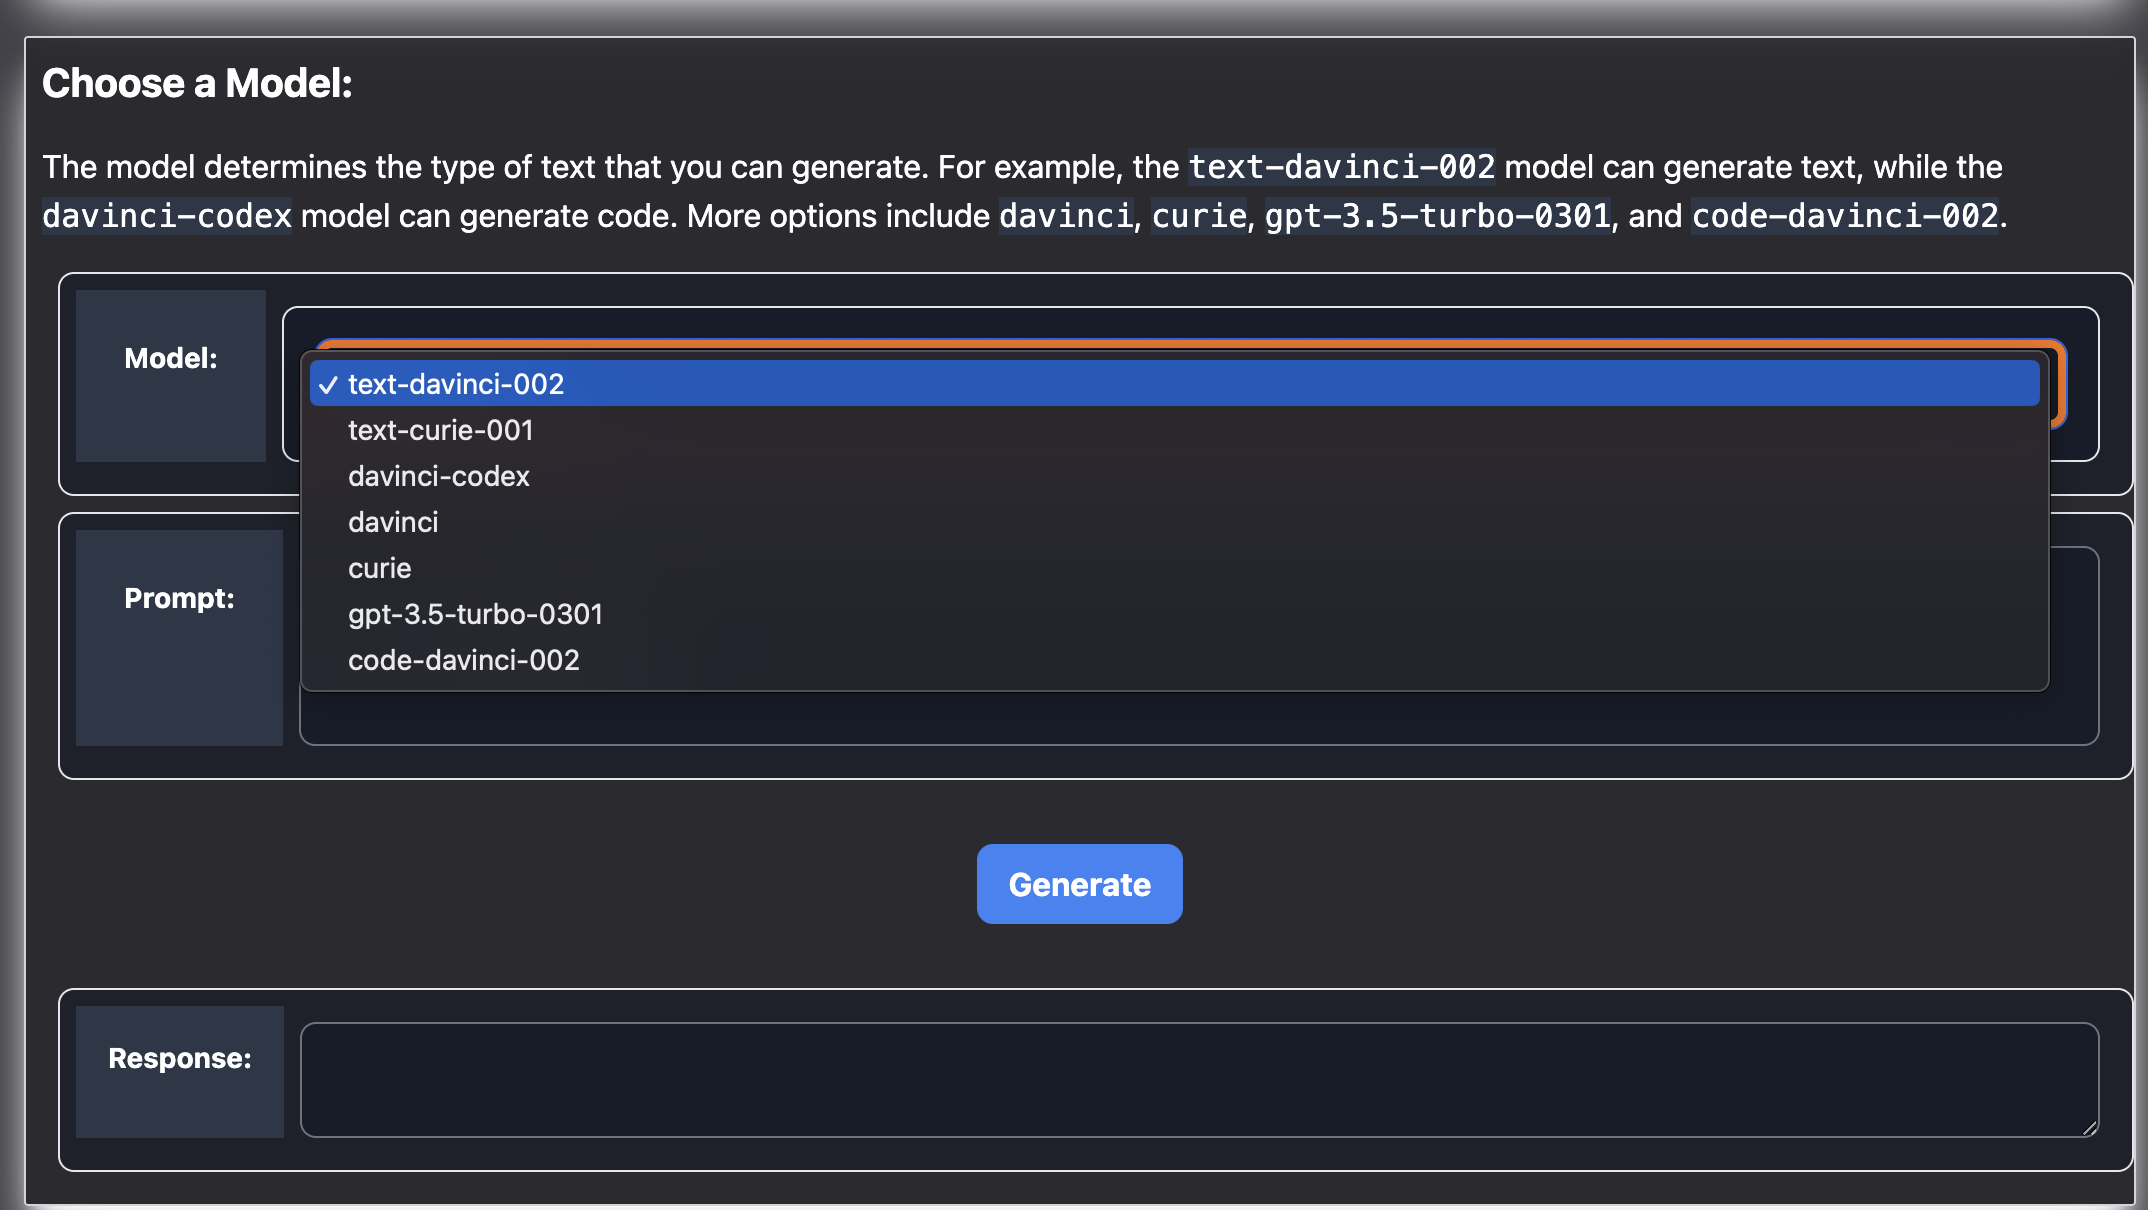 Choose a Model:
The model determines the type of text that you can generate. For example, the text-davinci-002 model can generate text, while the
davinci-codex model can generate code. More options include davinci, curie, gpt-3.5-turbo-0301, and code-davinci-002.
Model:
✓ text-davinci-002
text-curie-001
davinci-codex
davinci
curie
gpt-3.5-turbo-0301
code-davinci-002
Prompt:
Generate
Response: